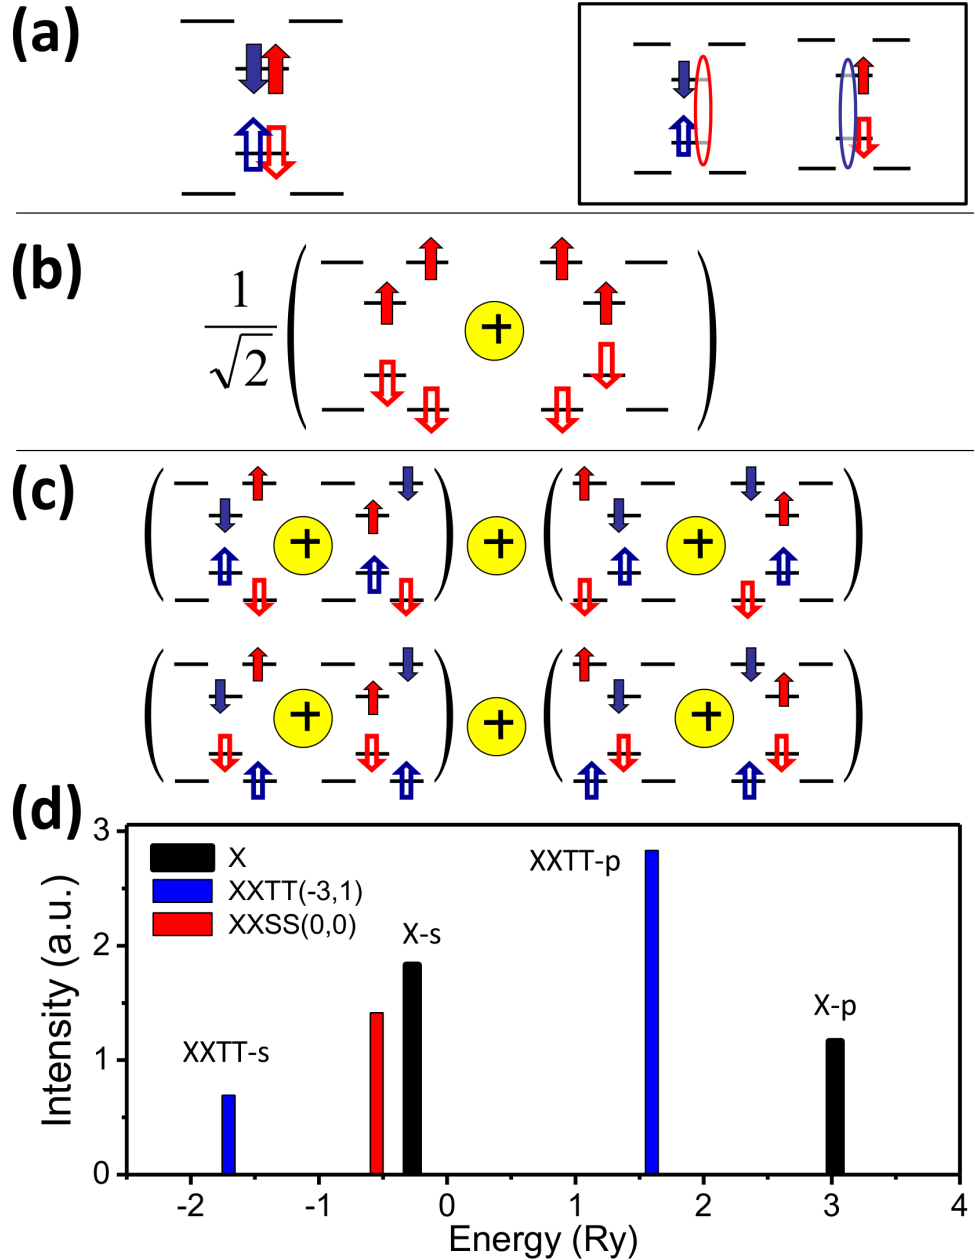 (a)
(b)
1
√2
( + )
(c)
( + ) + ( + )
( + ) + ( + )
(d)
X
XXTT(-3,1)
XXSS(0,0)
XXTT-s
X-s
XXTT-p
X-p
Intensity (a.u.)
3
2
1
0
-2 -1 0 1 2 3 4
Energy (Ry)